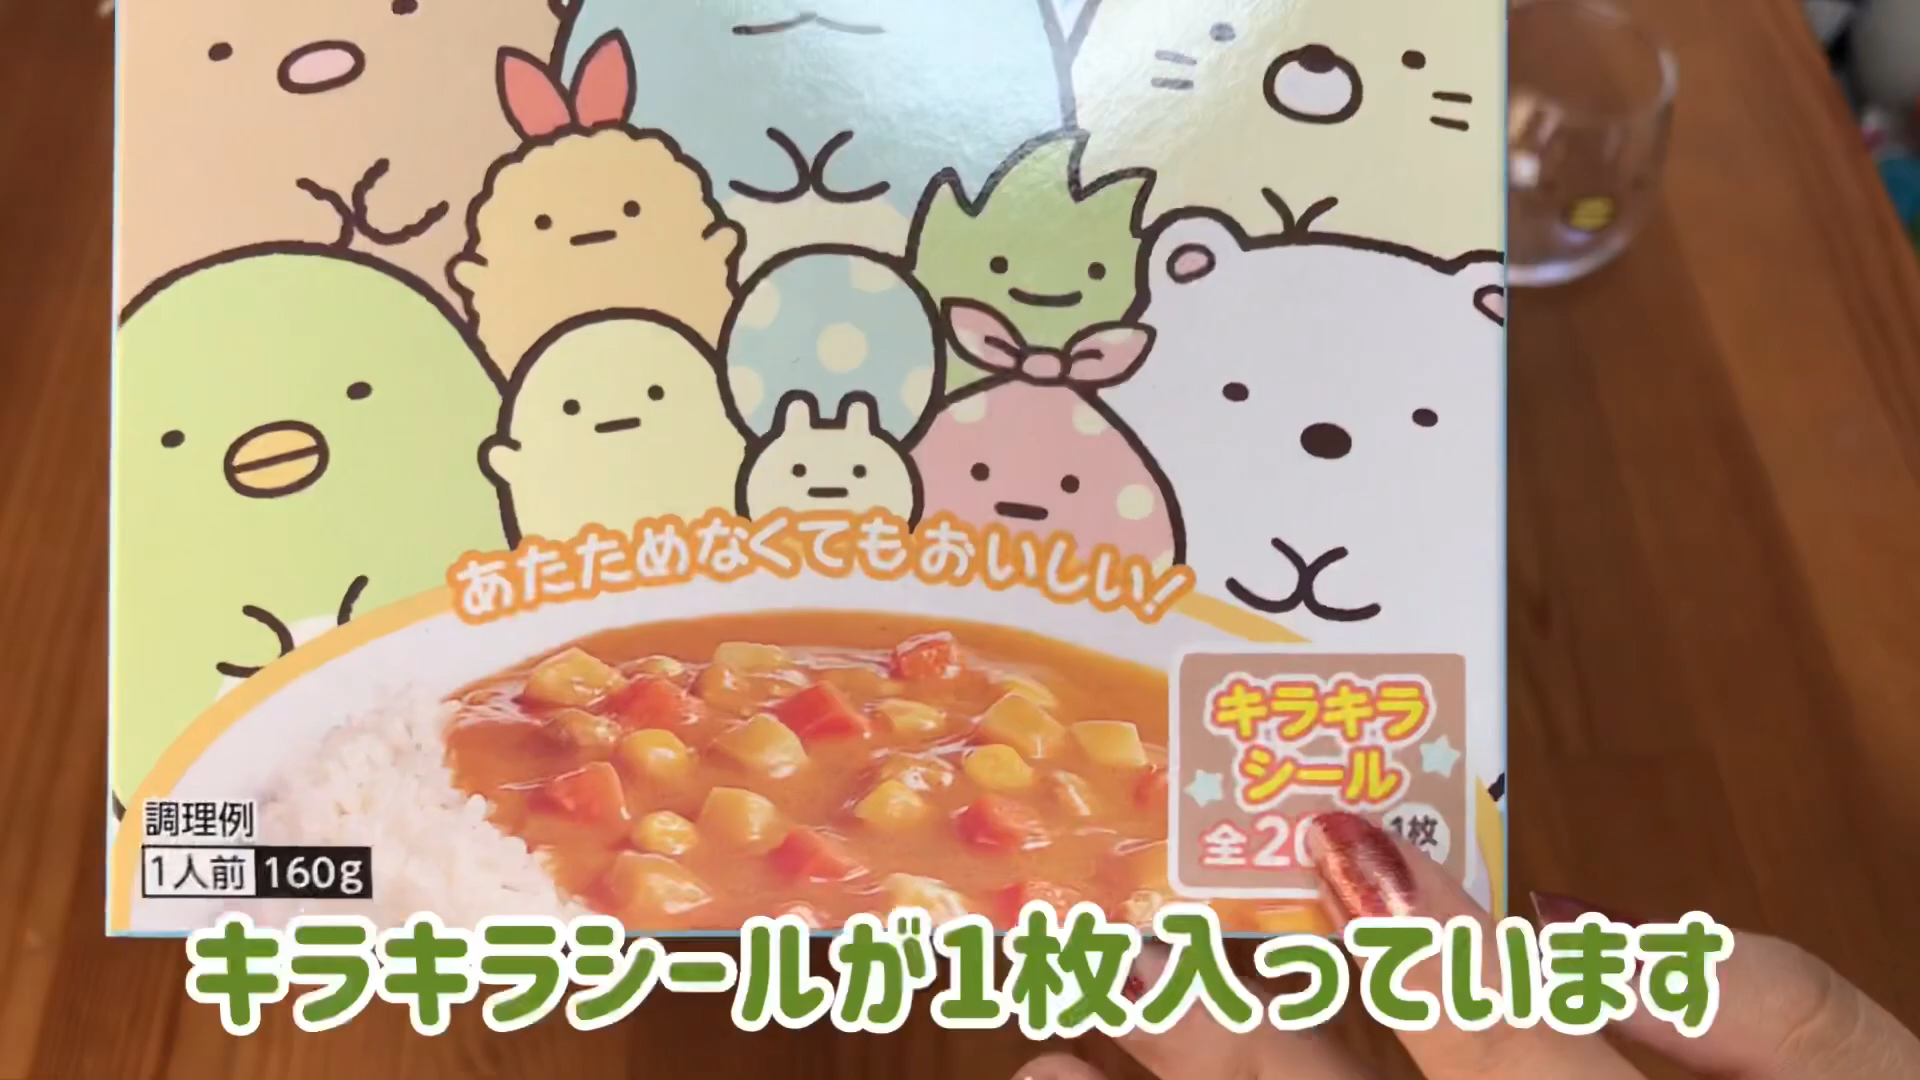 あたためなくてもおいしい!
キラキラ
シール
全20
1枚
調理例
1人前 160g
キラキラシールが1枚入っています